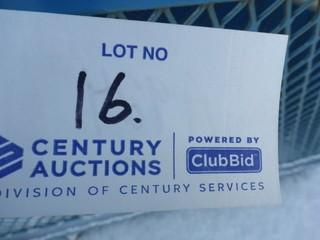 LOT NO
16.
CENTURY
AUCTIONS
POWERED BY
ClubBid
DIVISION OF CENTURY SERVICES